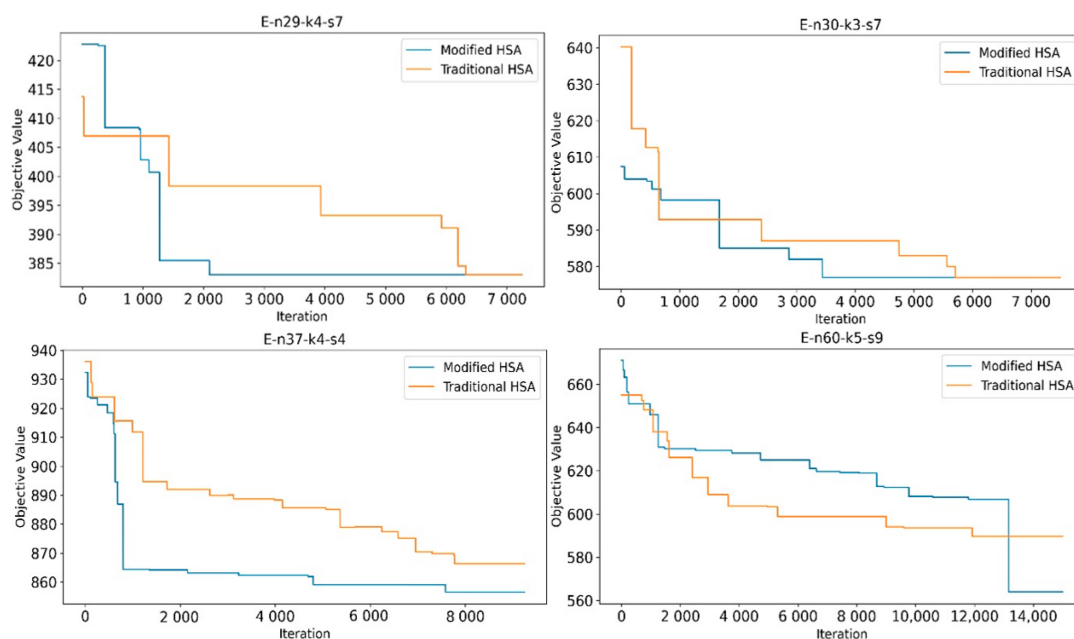 E-n29-k4-s7
Objective Value
420
415
410
405
400
395
390
385
Modified HSA
Traditional HSA
0 1 000 2 000 3 000 4 000 5 000 6 000 7 000
Iteration
E-n30-k3-s7
Objective Value
640
620
600
580
Modified HSA
Traditional HSA
0 1 000 2 000 3 000 4 000 5 000 6 000 7 000
Iteration
E-n37-k4-s4
Objective Value
940
930
920
910
900
890
880
870
860
Modified HSA
Traditional HSA
0 2 000 4 000 6 000 8 000
Iteration
E-n60-k5-s9
Objective Value
660
640
620
600
580
560
Modified HSA
Traditional HSA
0 2 000 4 000 6 000 8 000 10,000 12,000 14,000
Iteration